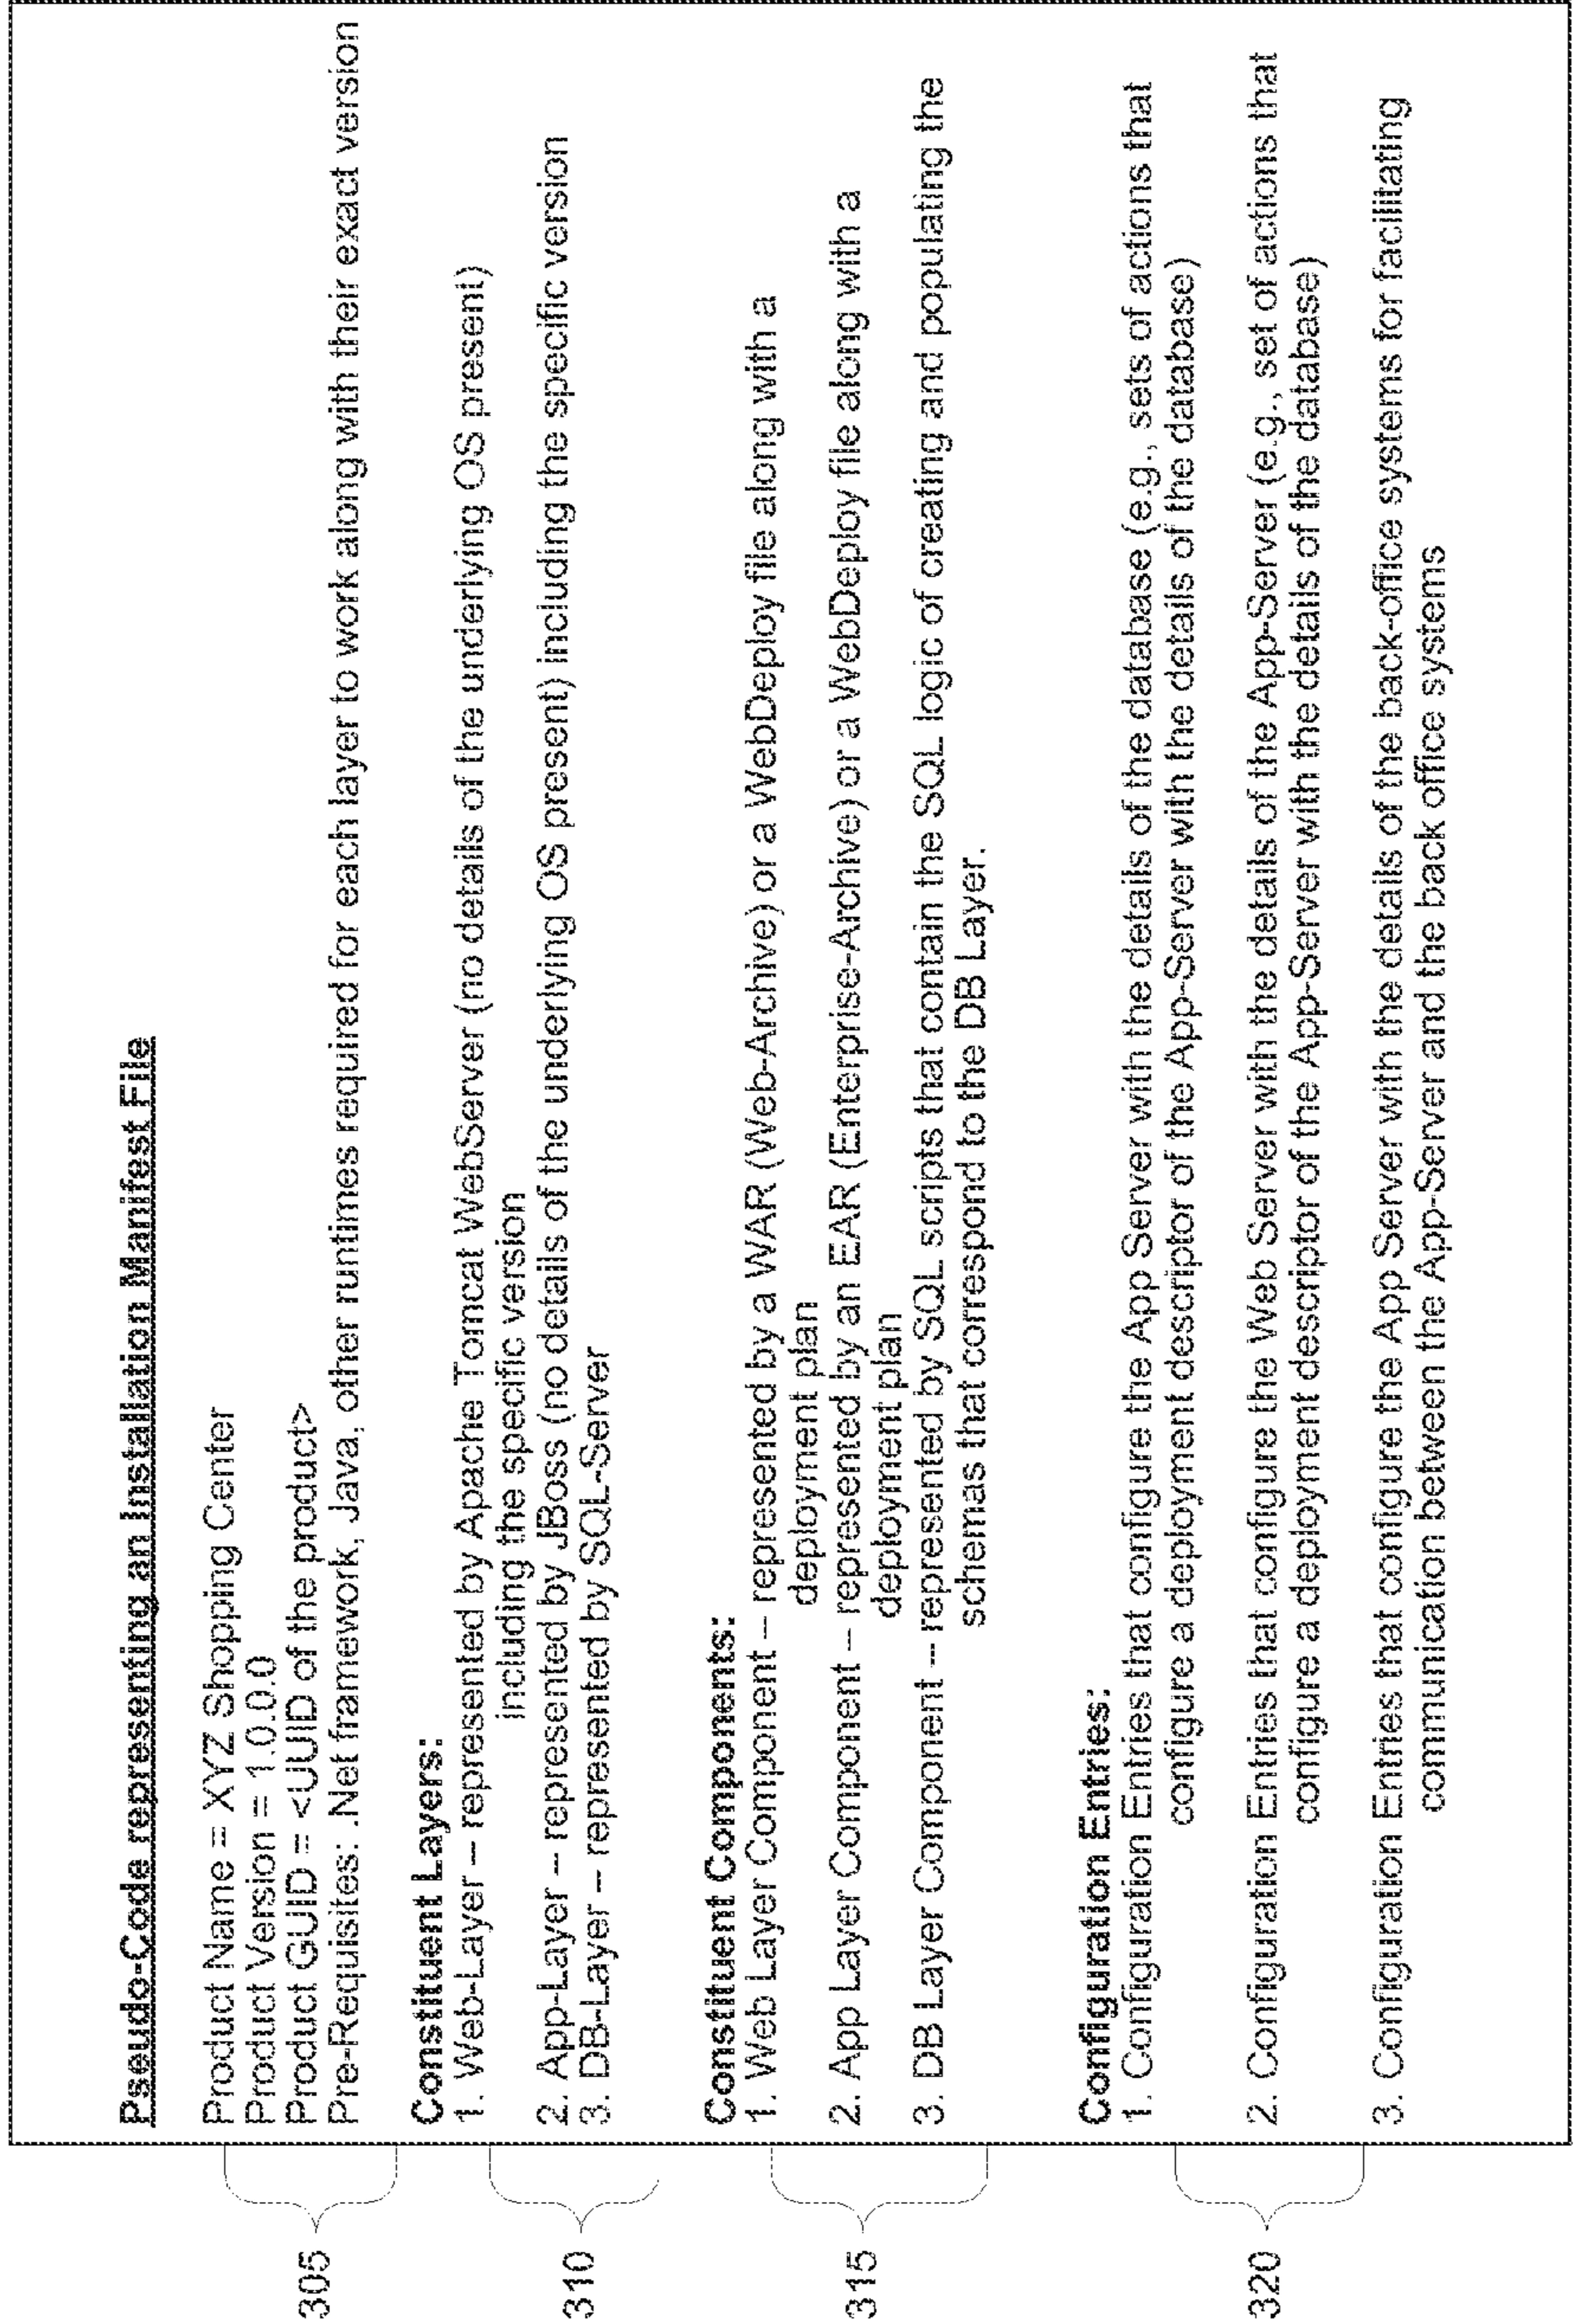 Pseudo-Code representing an Installation Manifest File
305
Product Name = XYZ Shopping Center
Product Version = 1.0.0.0
Product GUID = <UUID of the product>
Pre-Requisites: .Net framework, Java, other runtimes required for each layer to work along with their exact version
310
Constituent Layers:
1. Web-Layer – represented by Apache Tomcat WebServer (no details of the underlying OS present)
including the specific version
2. App-Layer – represented by JBoss (no details of the underlying OS present) including the specific version
3. DB-Layer – represented by SQL-Server
315
Constituent Components:
1. Web Layer Component – represented by a WAR (Web-Archive) or a WebDeploy file along with a
deployment plan
2. App Layer Component – represented by an EAR (Enterprise-Archive) or a WebDeploy file along with a
deployment plan
3. DB Layer Component – represented by SQL scripts that contain the SQL logic of creating and populating the
schemas that correspond to the DB Layer.
320
Configuration Entries:
1. Configuration Entries that configure the App Server with the details of the database (e.g., sets of actions that
configure a deployment descriptor of the App-Server with the details of the database)
2. Configuration Entries that configure the Web Server with the details of the App-Server (e.g., set of actions that
configure a deployment descriptor of the App-Server with the details of the database)
3. Configuration Entries that configure the App Server with the details of the back-office systems for facilitating
communication between the App-Server and the back office systems